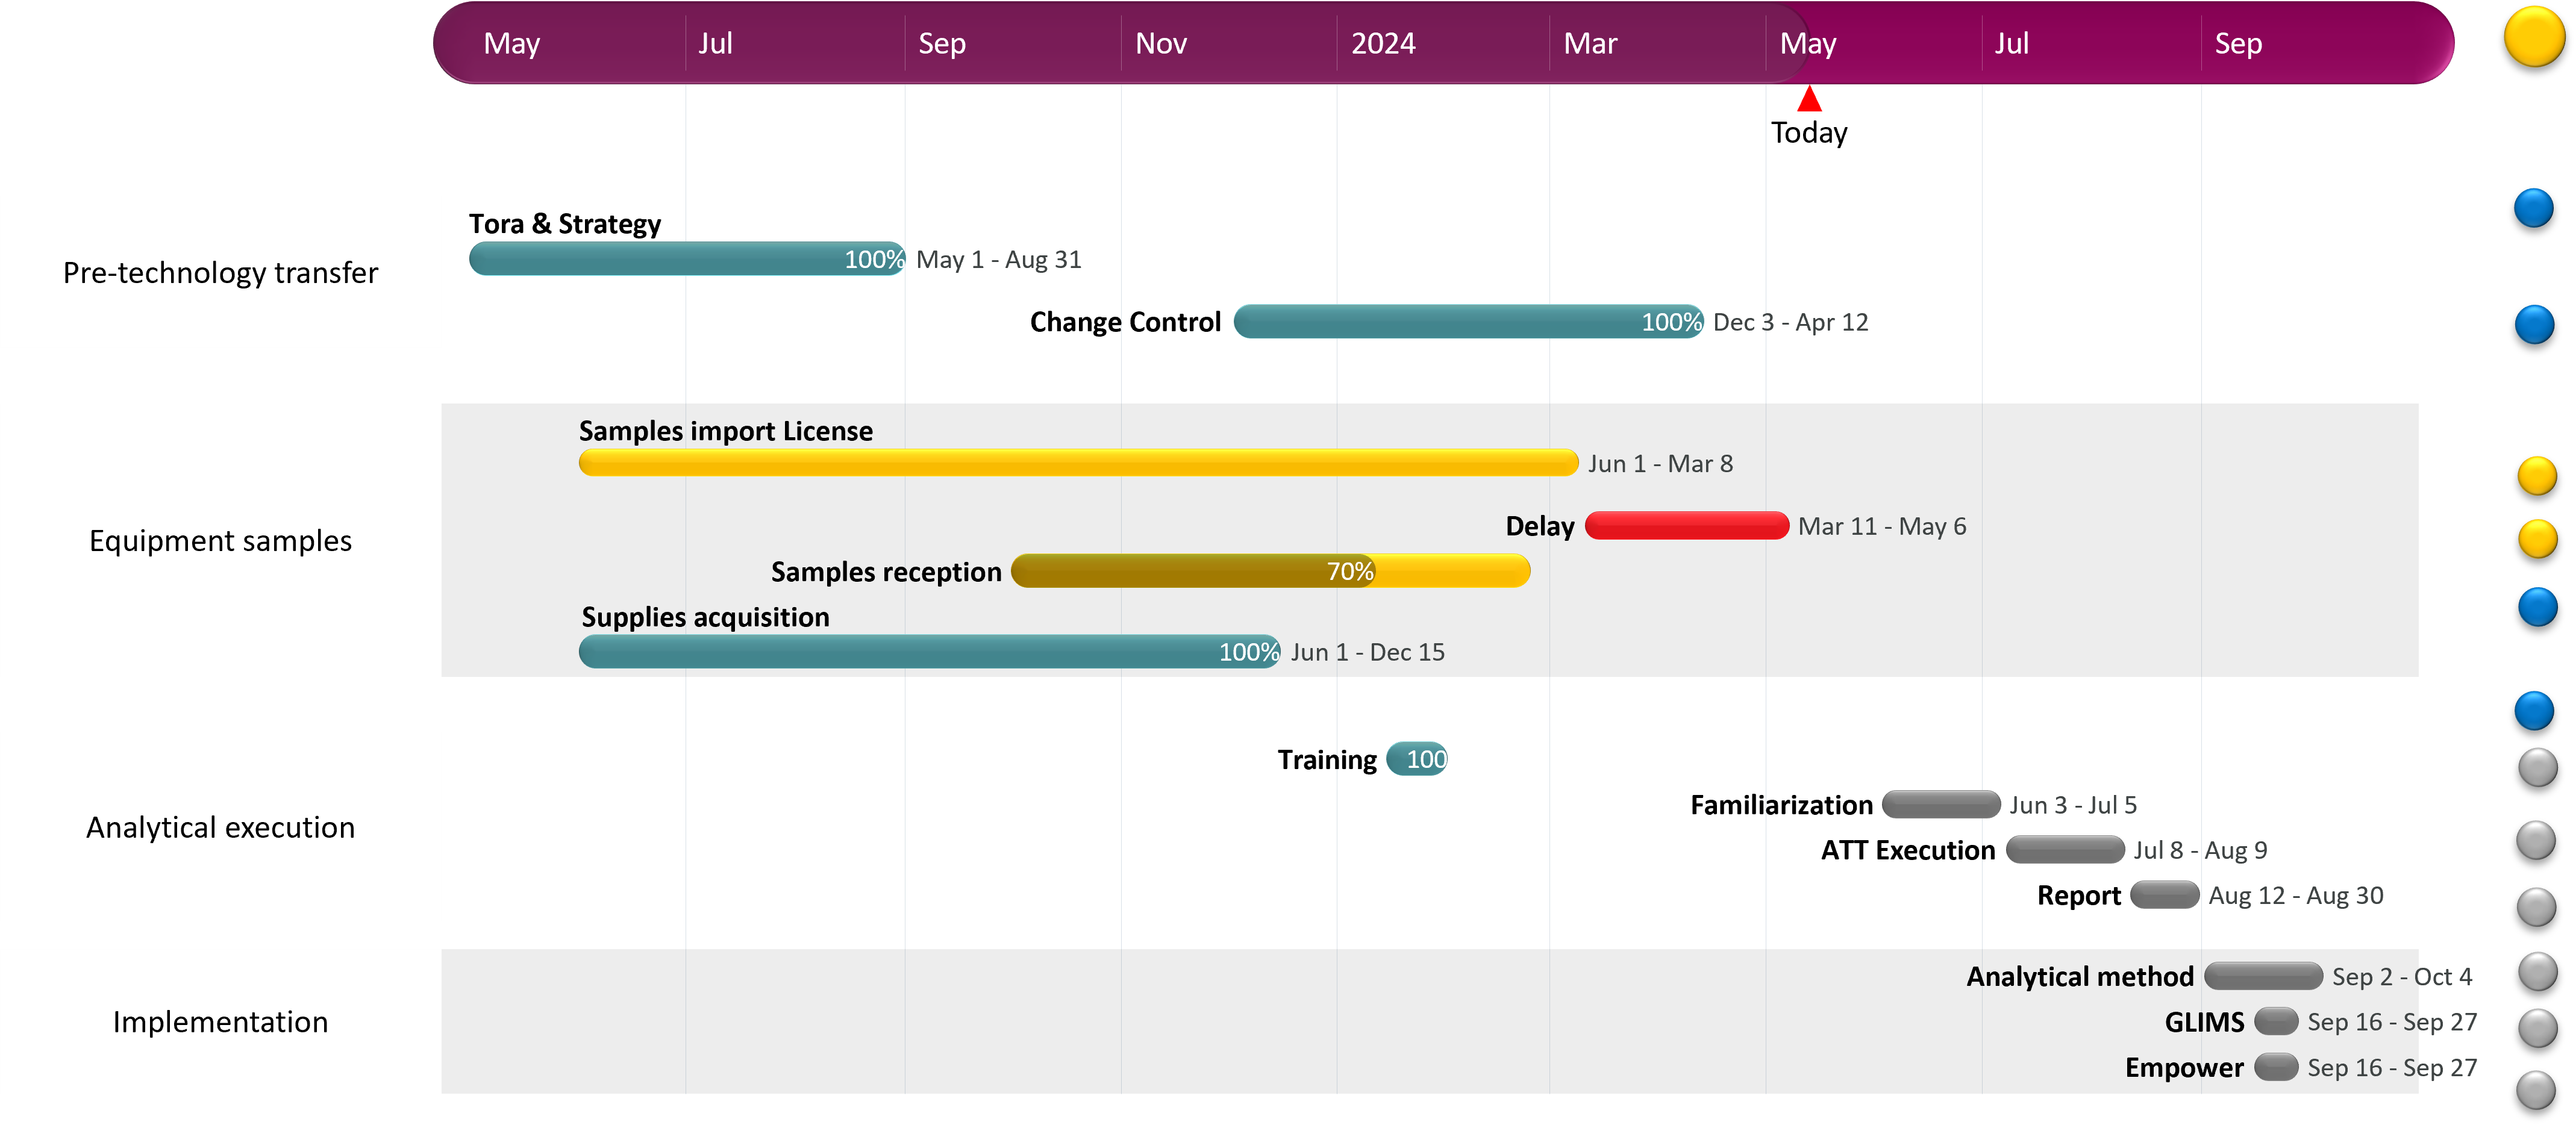 May Jul Sep Nov 2024 Mar May Jul Sep
Today
Pre-technology transfer
Tora & Strategy
100% May 1 - Aug 31
Change Control 100% Dec 3 - Apr 12
Equipment samples
Samples import License
Jun 1 - Mar 8
Delay Mar 11 - May 6
Samples reception 70%
Supplies acquisition
100% Jun 1 - Dec 15
Analytical execution
Training 100
Familiarization Jun 3 - Jul 5
ATT Execution Jul 8 - Aug 9
Report Aug 12 - Aug 30
Implementation
Analytical method Sep 2 - Oct 4
GLIMS Sep 16 - Sep 27
Empower Sep 16 - Sep 27